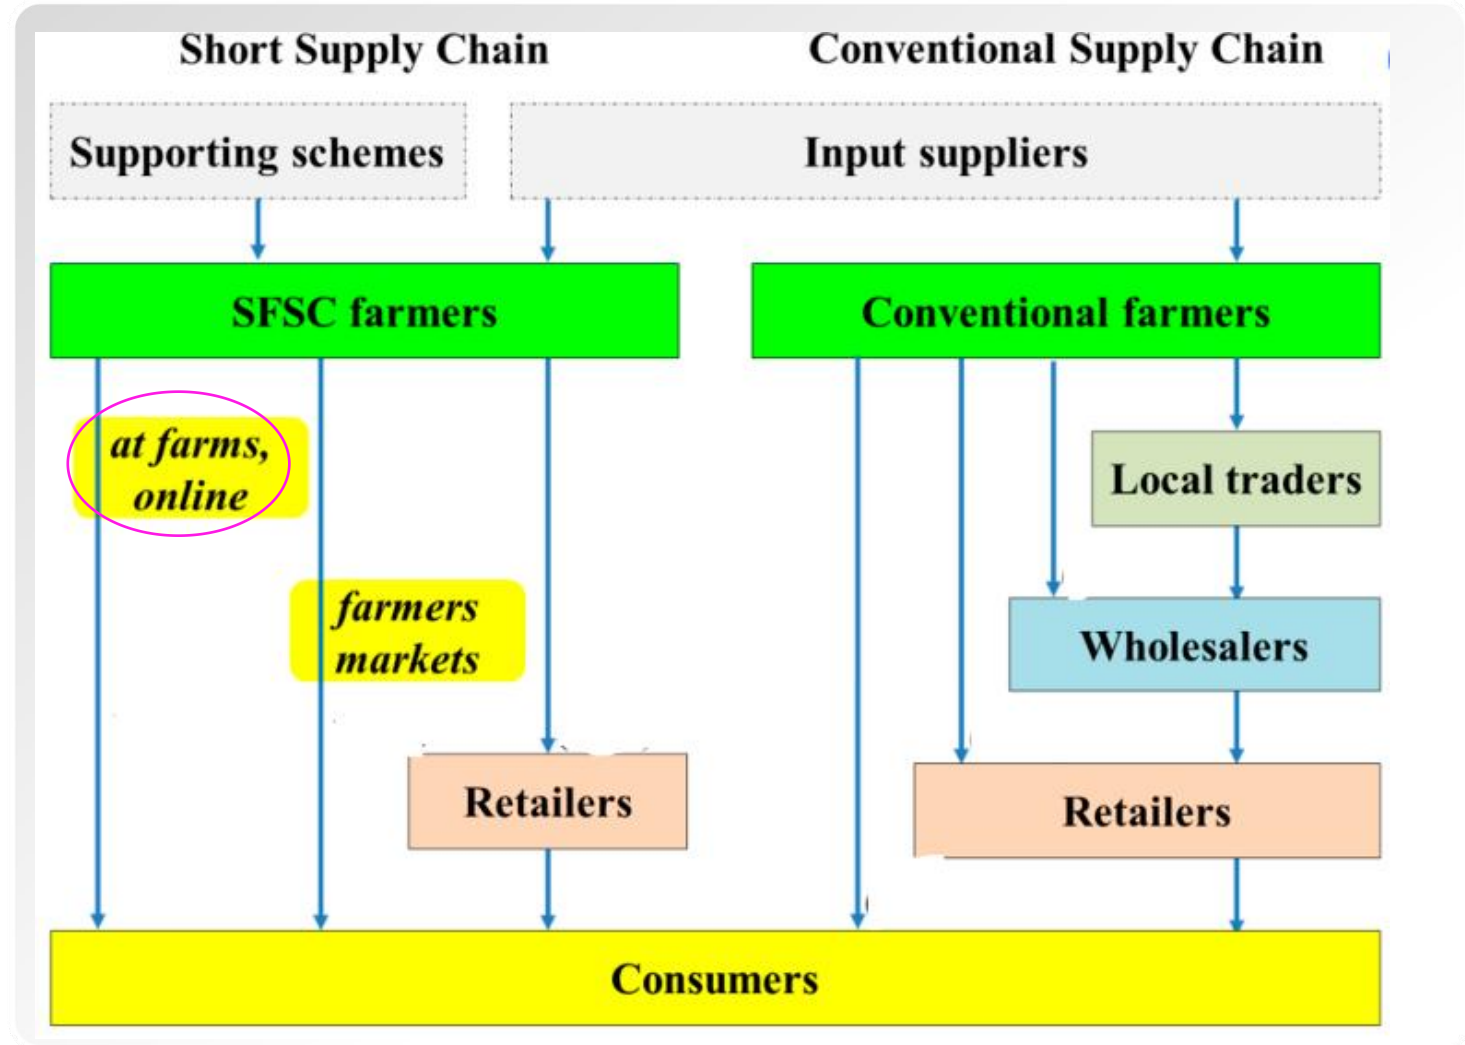 Short Supply Chain
Conventional Supply Chain
Supporting schemes
Input suppliers
SFSC farmers
Conventional farmers
at farms,
online
Local traders
farmers
markets
Wholesalers
Retailers
Retailers
Consumers